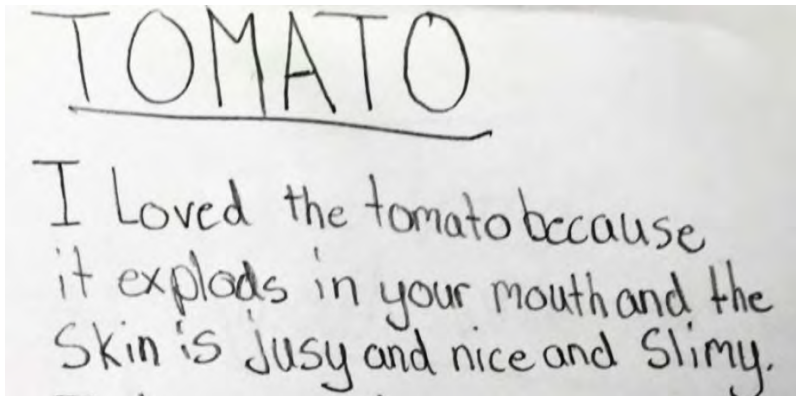 TOMATO
I Loved the tomato because
it explods in your mouth and the
Skin is jusy and nice and Slimy.